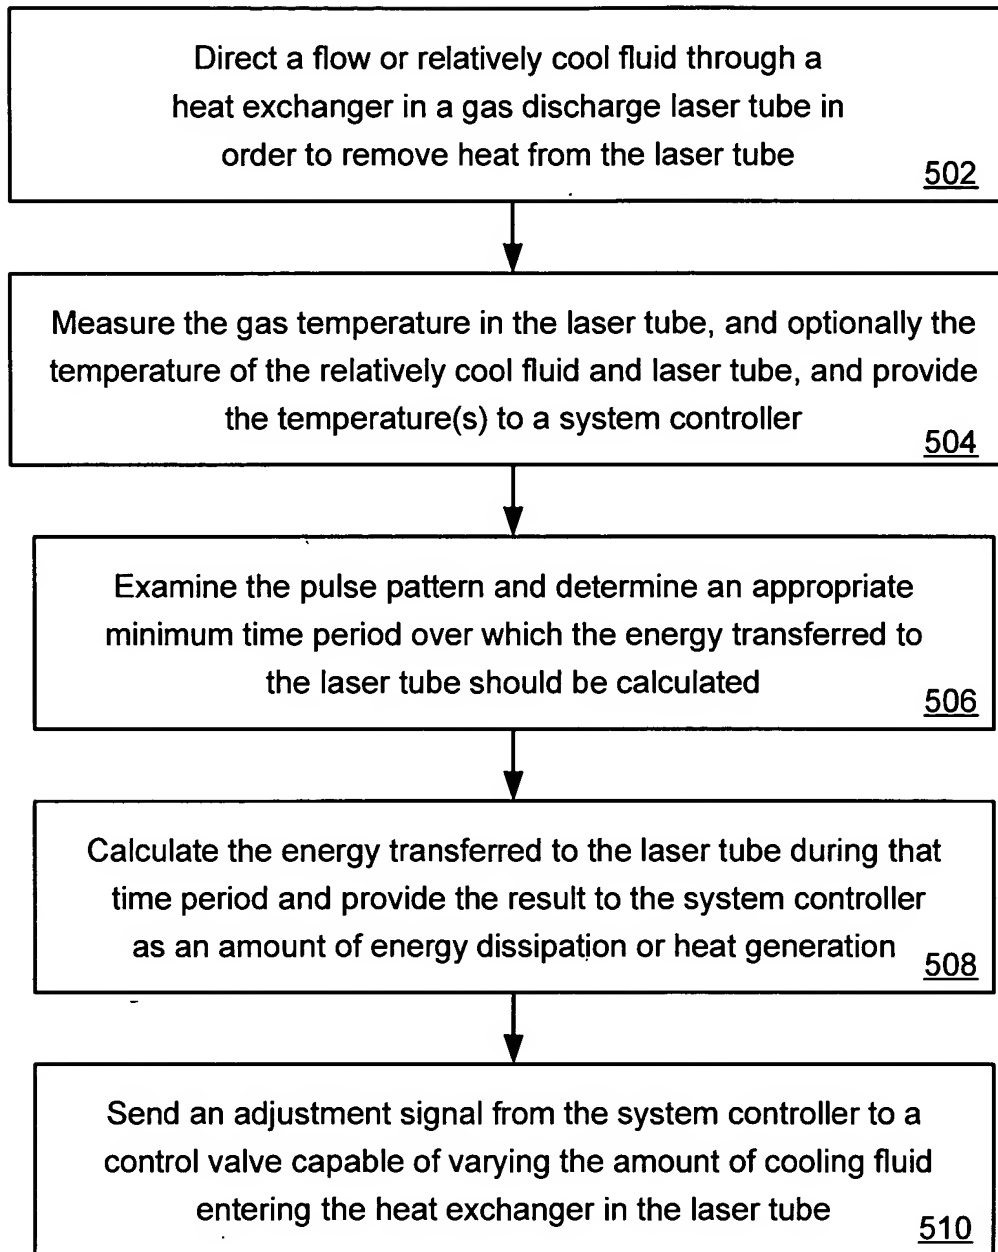 Direct a flow or relatively cool fluid through a
heat exchanger in a gas discharge laser tube in
order to remove heat from the laser tube
502
Measure the gas temperature in the laser tube, and optionally the
temperature of the relatively cool fluid and laser tube, and provide
the temperature(s) to a system controller
504
Examine the pulse pattern and determine an appropriate
minimum time period over which the energy transferred to
the laser tube should be calculated
506
Calculate the energy transferred to the laser tube during that
time period and provide the result to the system controller
as an amount of energy dissipation or heat generation
508
Send an adjustment signal from the system controller to a
control valve capable of varying the amount of cooling fluid
entering the heat exchanger in the laser tube
510